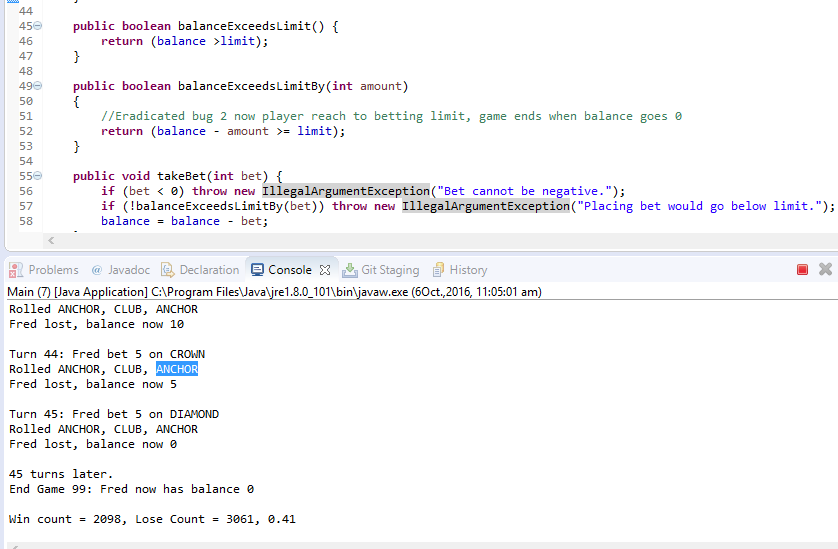 44
45 public boolean balanceExceedsLimit() {
46 return (balance >limit);
47 }
48
49 public boolean balanceExceedsLimitBy(int amount)
50 {
51 //Eradicated bug 2 now player reach to betting limit, game ends when balance goes 0
52 return (balance - amount >= limit);
53 }
54
55 public void takeBet(int bet) {
56 if (bet < 0) throw new IllegalArgumentException("Bet cannot be negative.");
57 if (!balanceExceedsLimitBy(bet)) throw new IllegalArgumentException("Placing bet would go below limit.");
58 balance = balance - bet;
Problems @ Javadoc Declaration Console Git Staging History
Main (7) [Java Application] C:\Program Files\Java\jre1.8.0_101\bin\javaw.exe (6Oct.,2016, 11:05:01 am)
Rolled ANCHOR, CLUB, ANCHOR
Fred lost, balance now 10
Turn 44: Fred bet 5 on CROWN
Rolled ANCHOR, CLUB, ANCHOR
Fred lost, balance now 5
Turn 45: Fred bet 5 on DIAMOND
Rolled ANCHOR, CLUB, ANCHOR
Fred lost, balance now 0
45 turns later.
End Game 99: Fred now has balance 0
Win count = 2098, Lose Count = 3061, 0.41